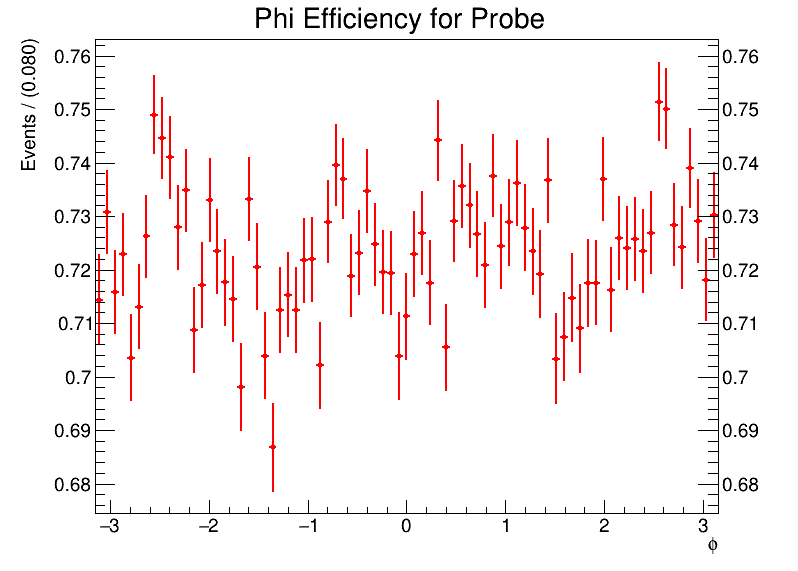 Phi Efficiency for Probe
Events / (0.080)
0.76 0.76
0.75 0.75
0.74 0.74
0.73 0.73
0.72 0.72
0.71 0.71
0.7 0.7
0.69 0.69
0.68 0.68
−3 −2 −1 0 1 2 3
ϕ